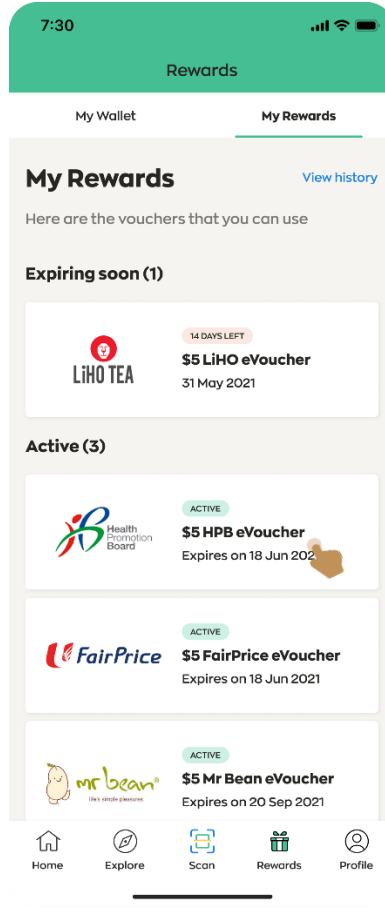 7:30
Rewards
My Wallet
My Rewards
My Rewards
View history
Here are the vouchers that you can use
Expiring soon (1)
14 DAYS LEFT
LiHO TEA
$5 LiHO eVoucher
31 May 2021
Active (3)
ACTIVE
Health
Promotion
Board
$5 HPB eVoucher
Expires on 18 Jun 202
ACTIVE
FairPrice
$5 FairPrice eVoucher
Expires on 18 Jun 2021
ACTIVE
mr bean®
life's simple pleasures
$5 Mr Bean eVoucher
Expires on 20 Sep 2021
Home
Explore
Scan
Rewards
Profile